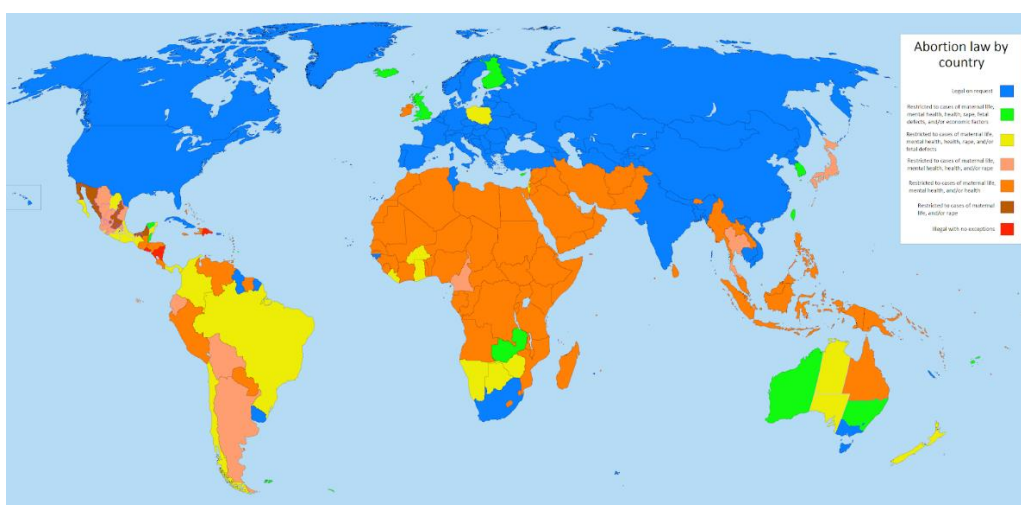 Abortion law by
country
Legal on request
Restricted to cases of maternal life,
mental health, health, rape, fetal
defects, and/or economic factors
Restricted to cases of maternal life,
mental health, health, rape, and/or
fetal defects
Restricted to cases of maternal life,
mental health, health, and/or rape
Restricted to cases of maternal life,
mental health, and/or health
Restricted to cases of maternal
life, and/or rape
Illegal with no exceptions